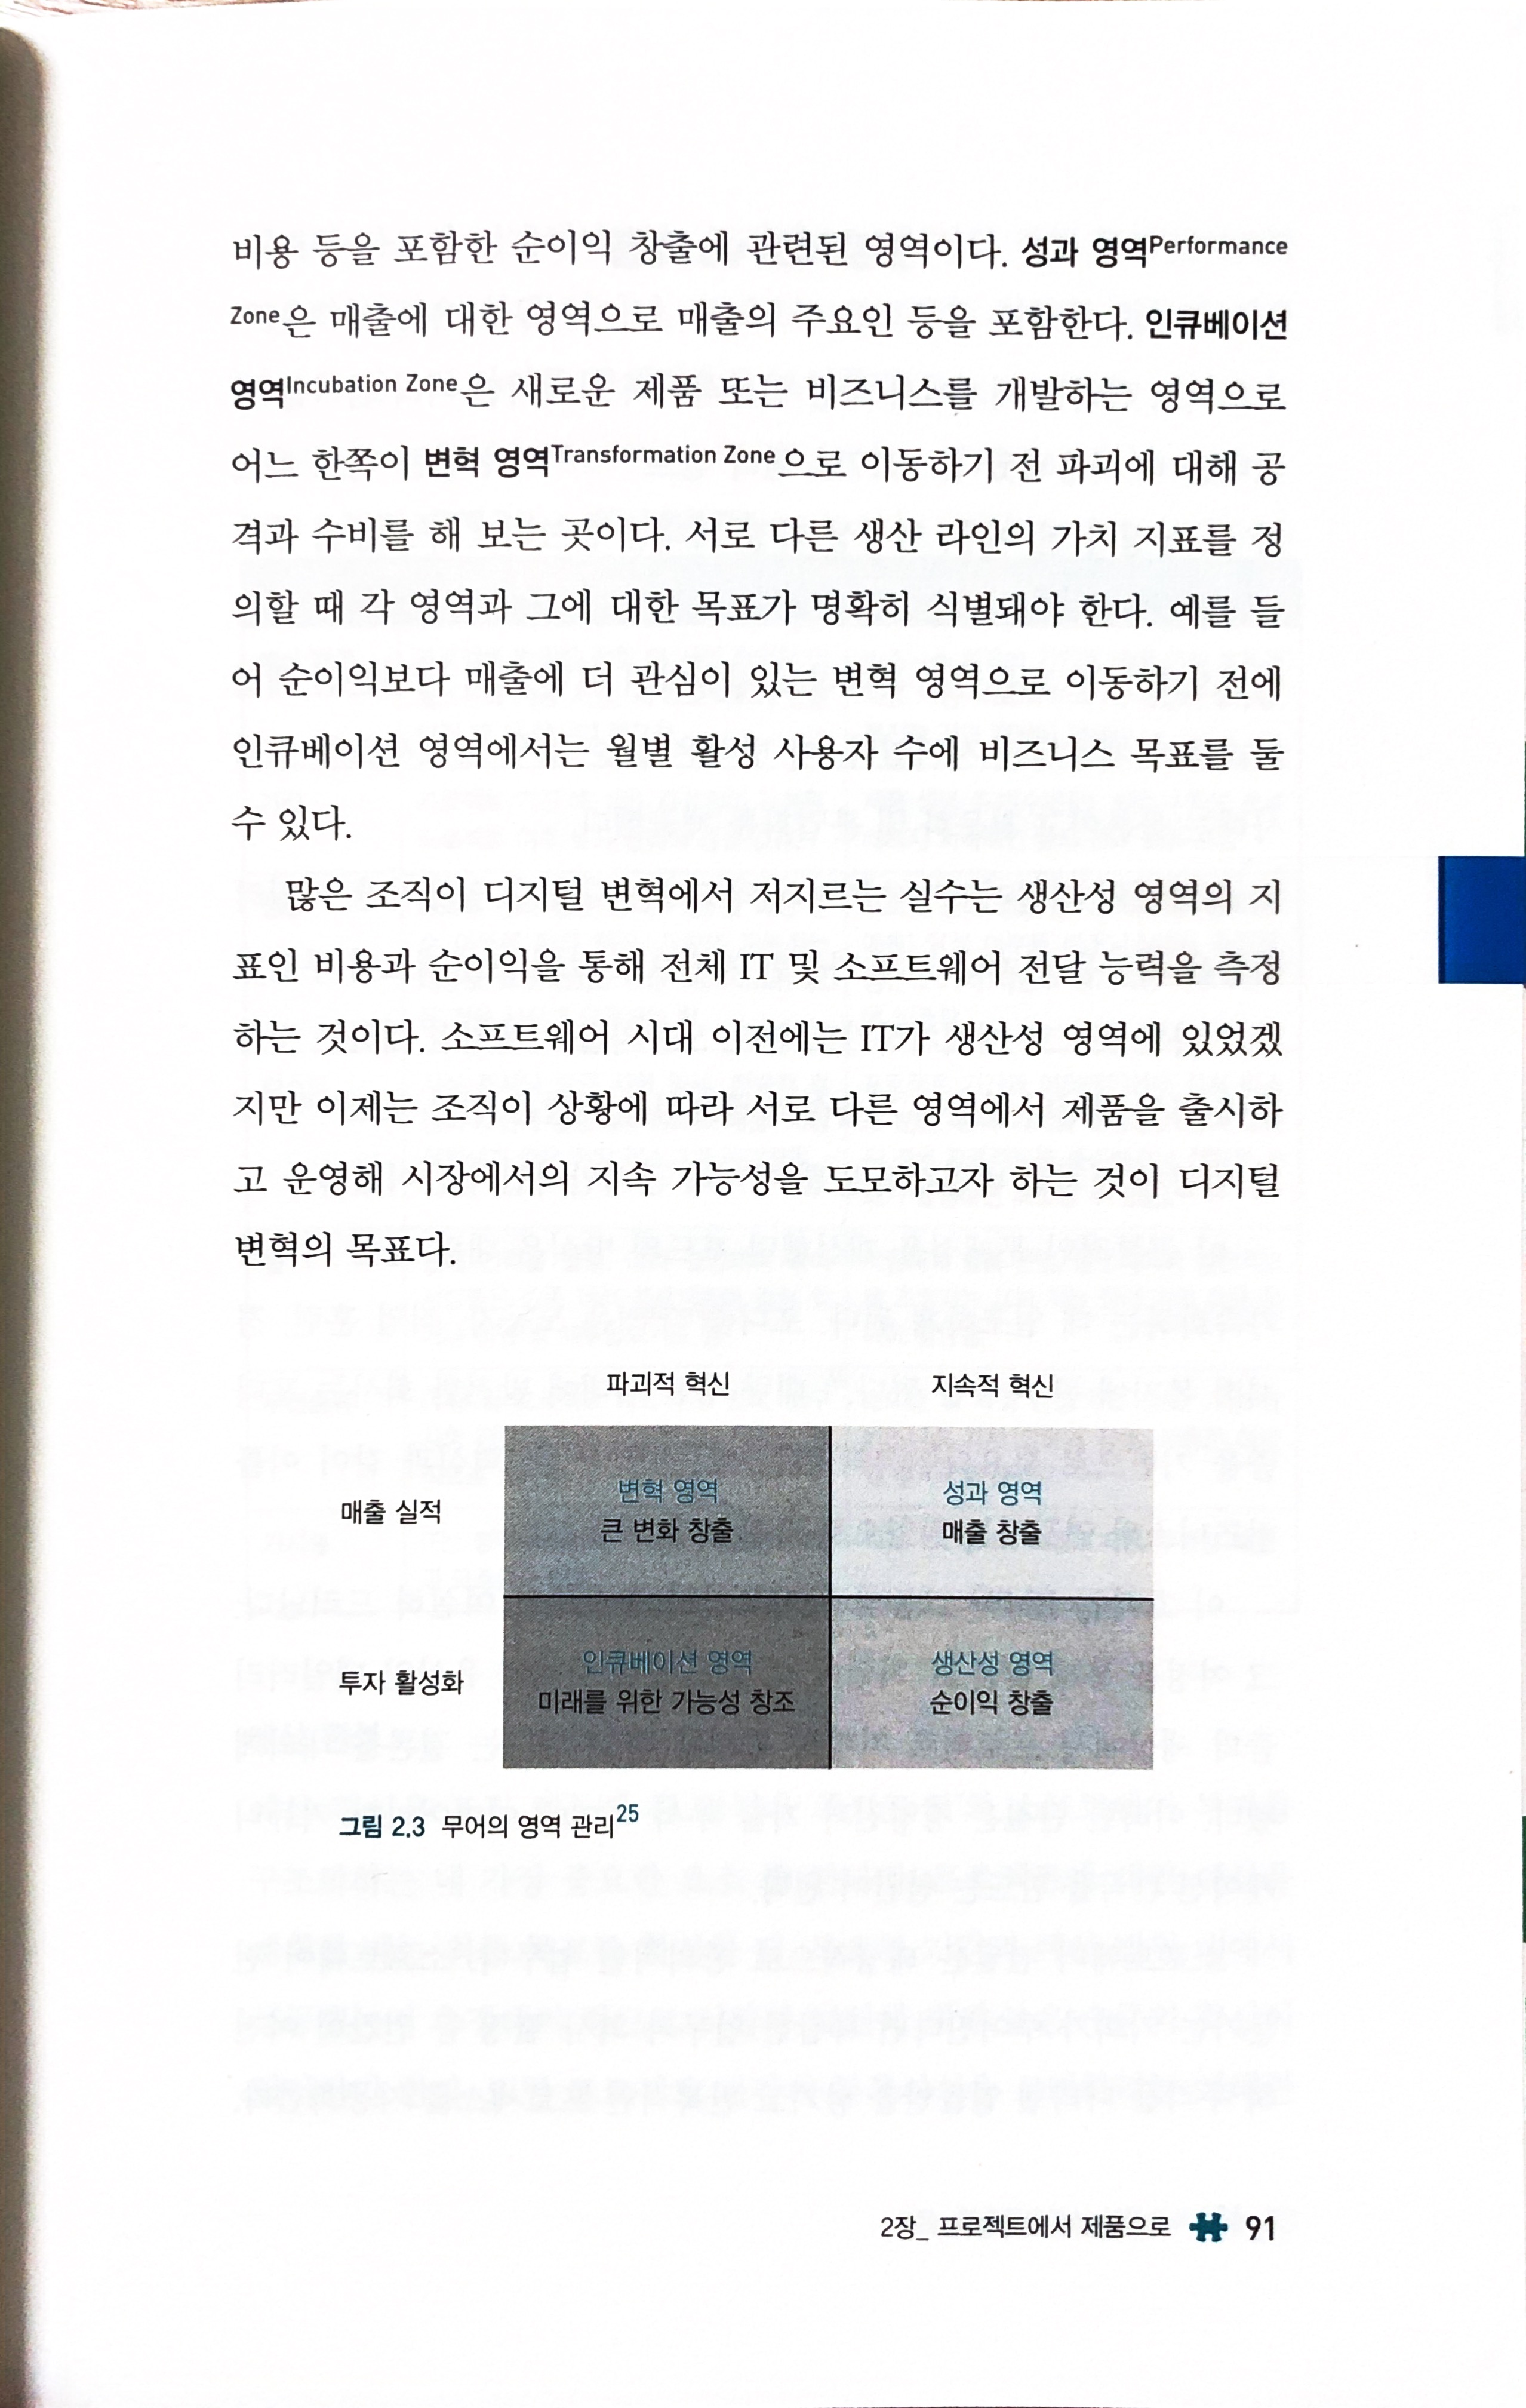 비용 등을 포함한 순이익 창출에 관련된 영역이다. 성과 영역Performance
Zone은 매출에 대한 영역으로 매출의 주요인 등을 포함한다. 인큐베이션
영역Incubation Zone은 새로운 제품 또는 비즈니스를 개발하는 영역으로
어느 한쪽이 변혁 영역Transformation Zone으로 이동하기 전 파괴에 대해 공
격과 수비를 해 보는 곳이다. 서로 다른 생산 라인의 가치 지표를 정
의할 때 각 영역과 그에 대한 목표가 명확히 식별돼야 한다. 예를 들
어 순이익보다 매출에 더 관심이 있는 변혁 영역으로 이동하기 전에
인큐베이션 영역에서는 월별 활성 사용자 수에 비즈니스 목표를 둘
수 있다.
많은 조직이 디지털 변혁에서 저지르는 실수는 생산성 영역의 지
표인 비용과 순이익을 통해 전체 IT 및 소프트웨어 전달 능력을 측정
하는 것이다. 소프트웨어 시대 이전에는 IT가 생산성 영역에 있었겠
지만 이제는 조직이 상황에 따라 서로 다른 영역에서 제품을 출시하
고 운영해 시장에서의 지속 가능성을 도모하고자 하는 것이 디지털
변혁의 목표다.
파괴적 혁신 지속적 혁신
매출 실적
변혁 영역
큰 변화 창출
성과 영역
매출 창출
투자 활성화
인큐베이션 영역
미래를 위한 가능성 창조
생산성 영역
순이익 창출
그림 2.3 무어의 영역 관리25
2장_ 프로젝트에서 제품으로 91